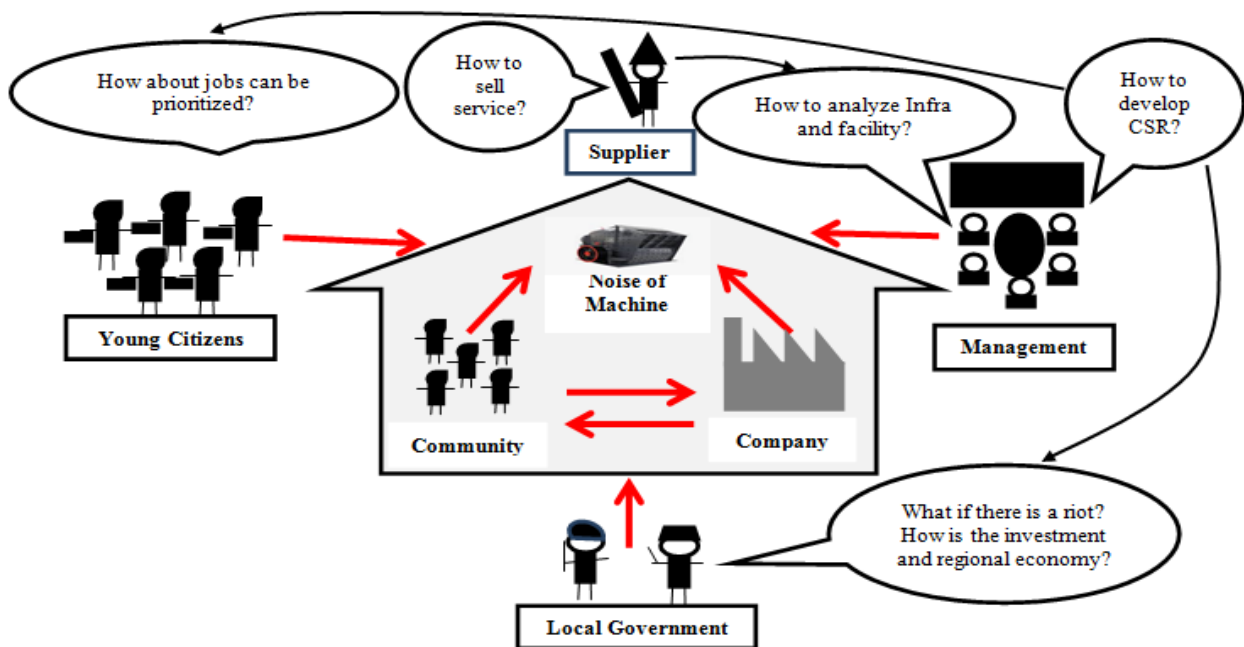 How about jobs can be
prioritized?
How to
sell
service?
How to analyze Infra
and facility?
How to
develop
CSR?
Supplier
Noise of
Machine
Young Citizens
Management
Community
Company
What if there is a riot?
How is the investment
and regional economy?
Local Government